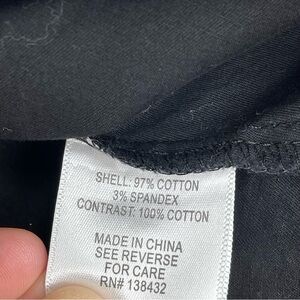 SHELL: 97% COTTON
3% SPANDEX
CONTRAST: 100% COTTON
MADE IN CHINA
SEE REVERSE
FOR CARE
RN# 138432